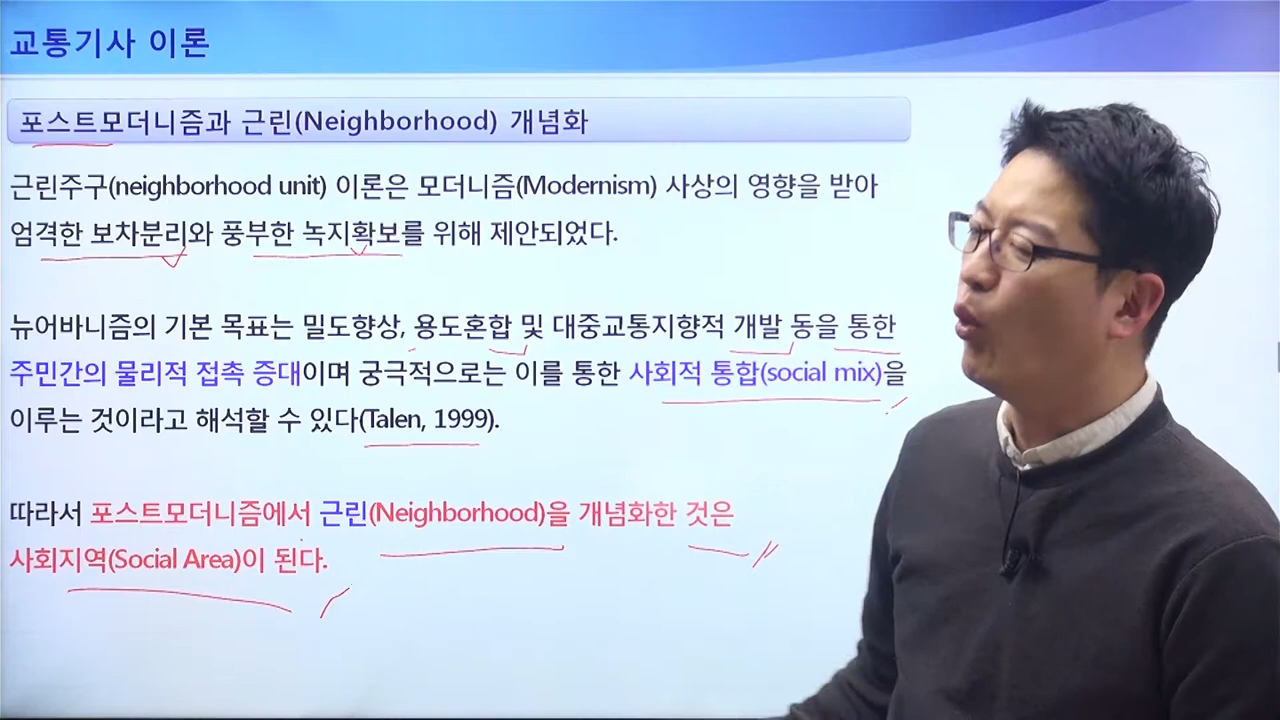 교통기사 이론
포스트모더니즘과 근린(Neighborhood) 개념화
근린주구(neighborhood unit) 이론은 모더니즘(Modernism) 사상의 영향을 받아
엄격한 보차분리와 풍부한 녹지확보를 위해 제안되었다.
뉴어바니즘의 기본 목표는 밀도향상, 용도혼합 및 대중교통지향적 개발 등을 통한
주민간의 물리적 접촉 증대이며 궁극적으로는 이를 통한 사회적 통합(social mix)을
이루는 것이라고 해석할 수 있다(Talen, 1999).
따라서 포스트모더니즘에서 근린(Neighborhood)을 개념화한 것은
사회지역(Social Area)이 된다.